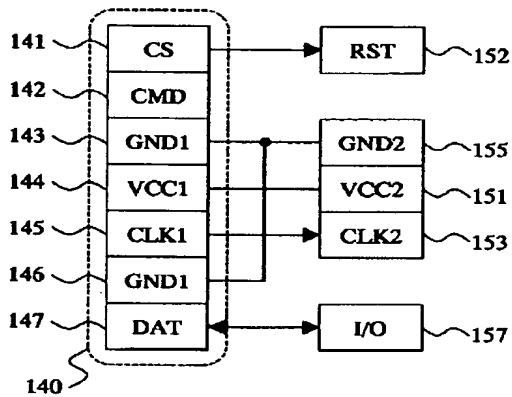 141 CS RST 152
142 CMD
143 GND1 GND2 155
144 VCC1 VCC2 151
145 CLK1 CLK2 153
146 GND1
147 DAT I/O 157
140